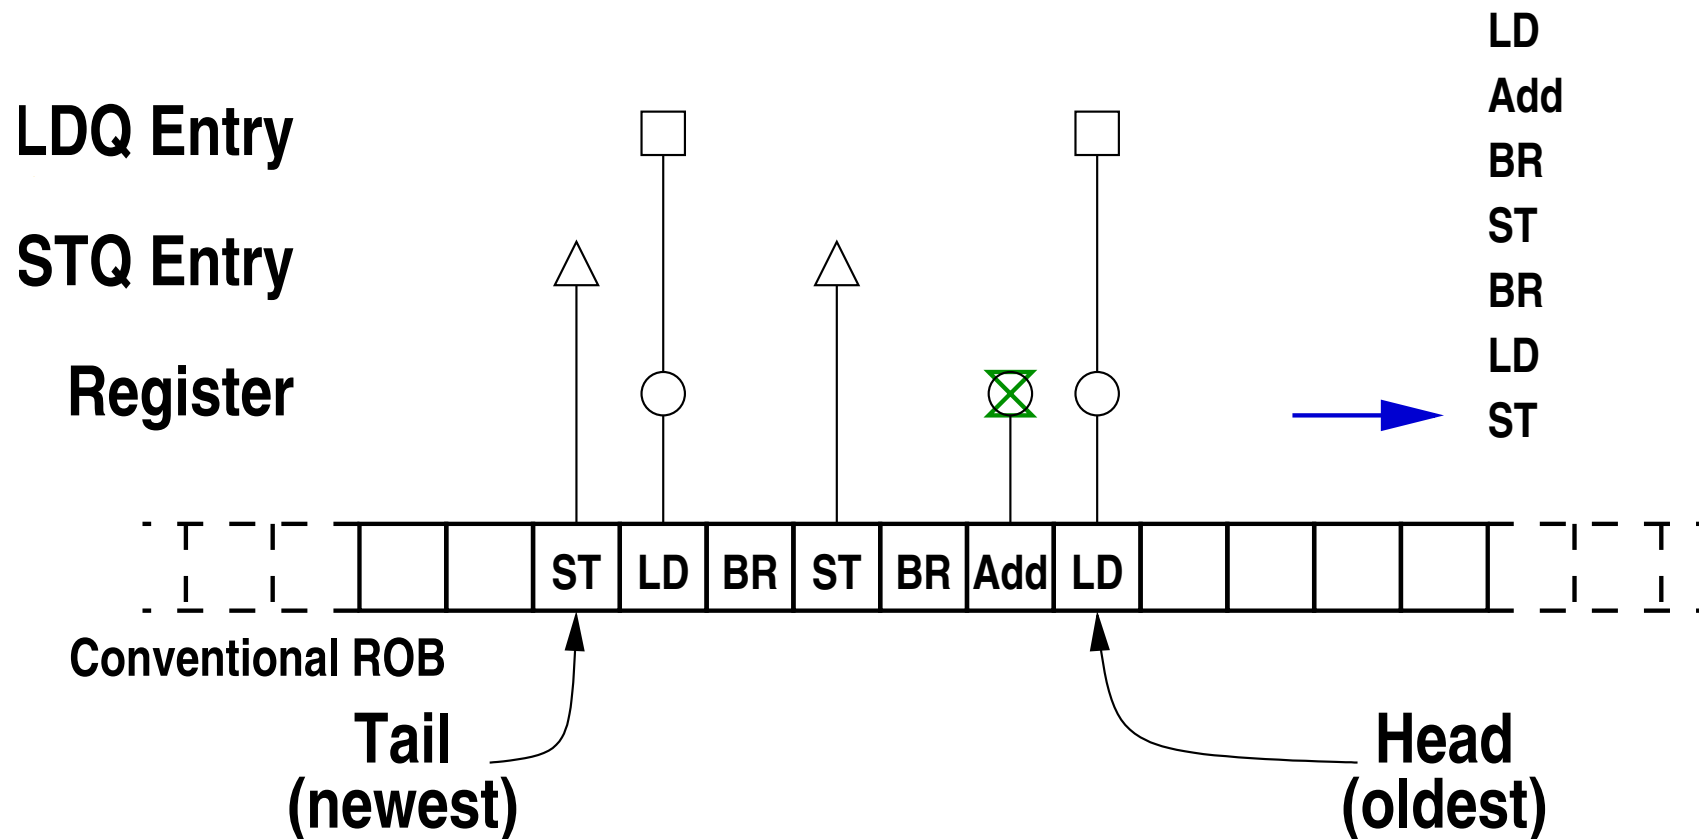 LD
Add
BR
ST
BR
LD
ST
LDQ Entry
STQ Entry
Register
ST LD BR ST BR Add LD
Conventional ROB
Tail
(newest)
Head
(oldest)